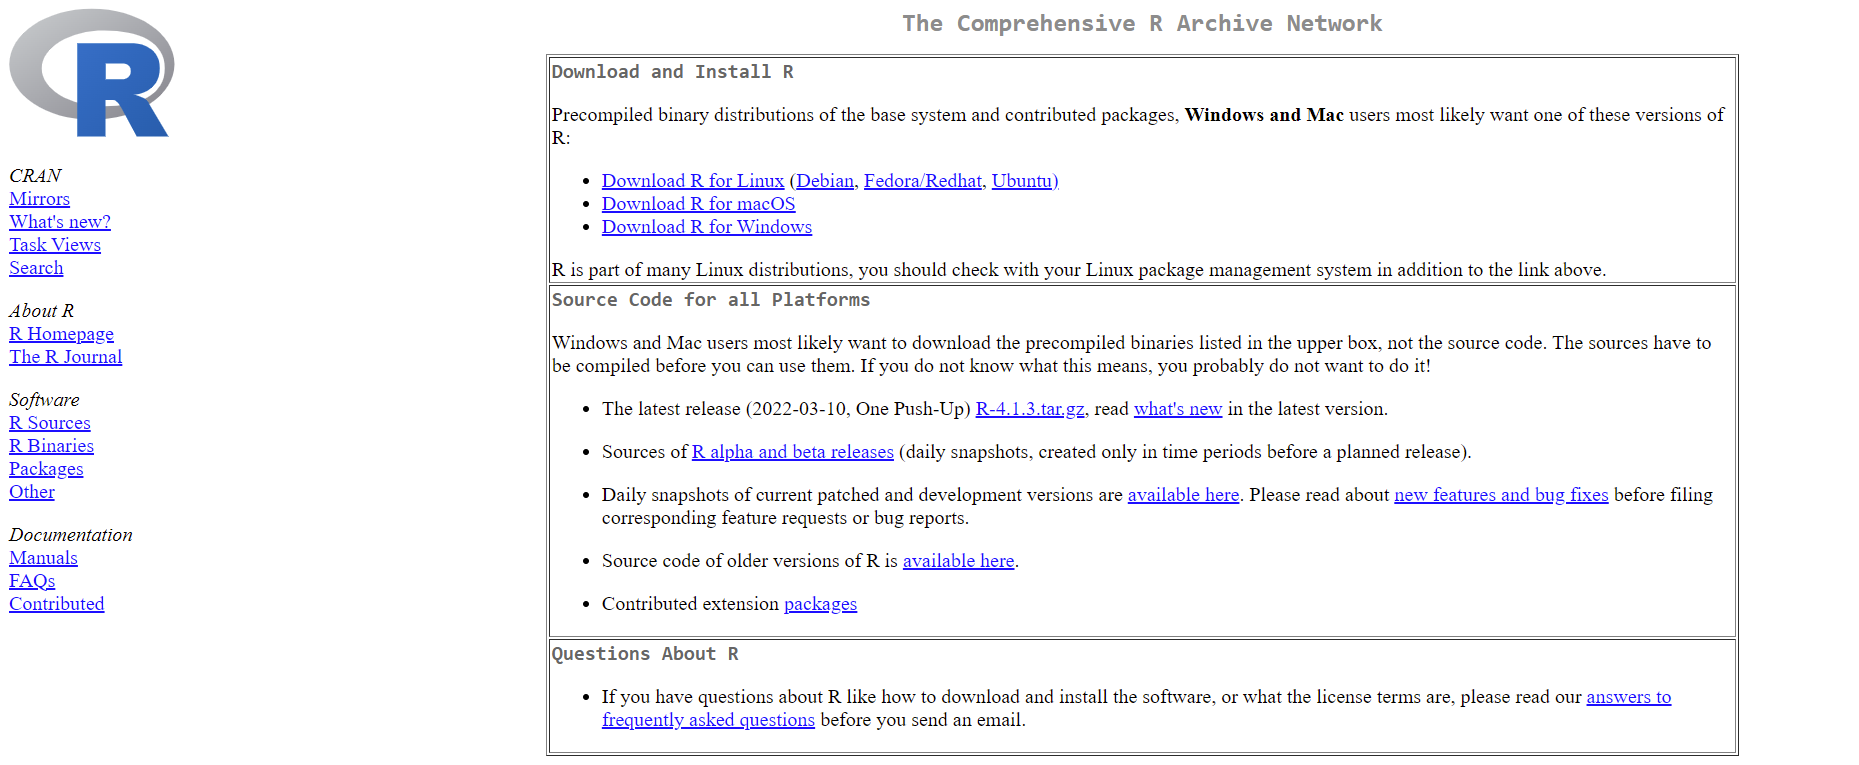 R
CRAN
Mirrors
What's new?
Task Views
Search
About R
R Homepage
The R Journal
Software
R Sources
R Binaries
Packages
Other
Documentation
Manuals
FAQs
Contributed
The Comprehensive R Archive Network
Download and Install R
Precompiled binary distributions of the base system and contributed packages, Windows and Mac users most likely want one of these versions of
R:
Download R for Linux (Debian, Fedora/Redhat, Ubuntu)
Download R for macOS
Download R for Windows
R is part of many Linux distributions, you should check with your Linux package management system in addition to the link above.
Source Code for all Platforms
Windows and Mac users most likely want to download the precompiled binaries listed in the upper box, not the source code. The sources have to
be compiled before you can use them. If you do not know what this means, you probably do not want to do it!
The latest release (2022-03-10, One Push-Up) R-4.1.3.tar.gz, read what's new in the latest version.
Sources of R alpha and beta releases (daily snapshots, created only in time periods before a planned release).
Daily snapshots of current patched and development versions are available here. Please read about new features and bug fixes before filing
corresponding feature requests or bug reports.
Source code of older versions of R is available here.
Contributed extension packages
Questions About R
If you have questions about R like how to download and install the software, or what the license terms are, please read our answers to
frequently asked questions before you send an email.